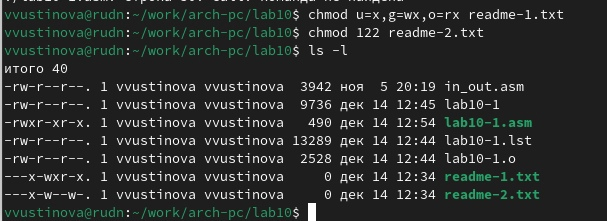 vvustinova@rudn:~/work/arch-pc/lab10$ chmod u=x,g=wx,o=rx readme-1.txt
vvustinova@rudn:~/work/arch-pc/lab10$ chmod 122 readme-2.txt
vvustinova@rudn:~/work/arch-pc/lab10$ ls -l
итого 40
-rw-r--r--. 1 vvustinova vvustinova  3942 ноя  5 20:19 in_out.asm
-rw-r--r--. 1 vvustinova vvustinova  9736 дек 14 12:45 lab10-1
-rwxr-xr-x. 1 vvustinova vvustinova   490 дек 14 12:54 lab10-1.asm
-rw-r--r--. 1 vvustinova vvustinova 13289 дек 14 12:44 lab10-1.lst
-rw-r--r--. 1 vvustinova vvustinova  2528 дек 14 12:44 lab10-1.o
---x-wxr-x. 1 vvustinova vvustinova     0 дек 14 12:34 readme-1.txt
---x-w--w-. 1 vvustinova vvustinova     0 дек 14 12:34 readme-2.txt
vvustinova@rudn:~/work/arch-pc/lab10$